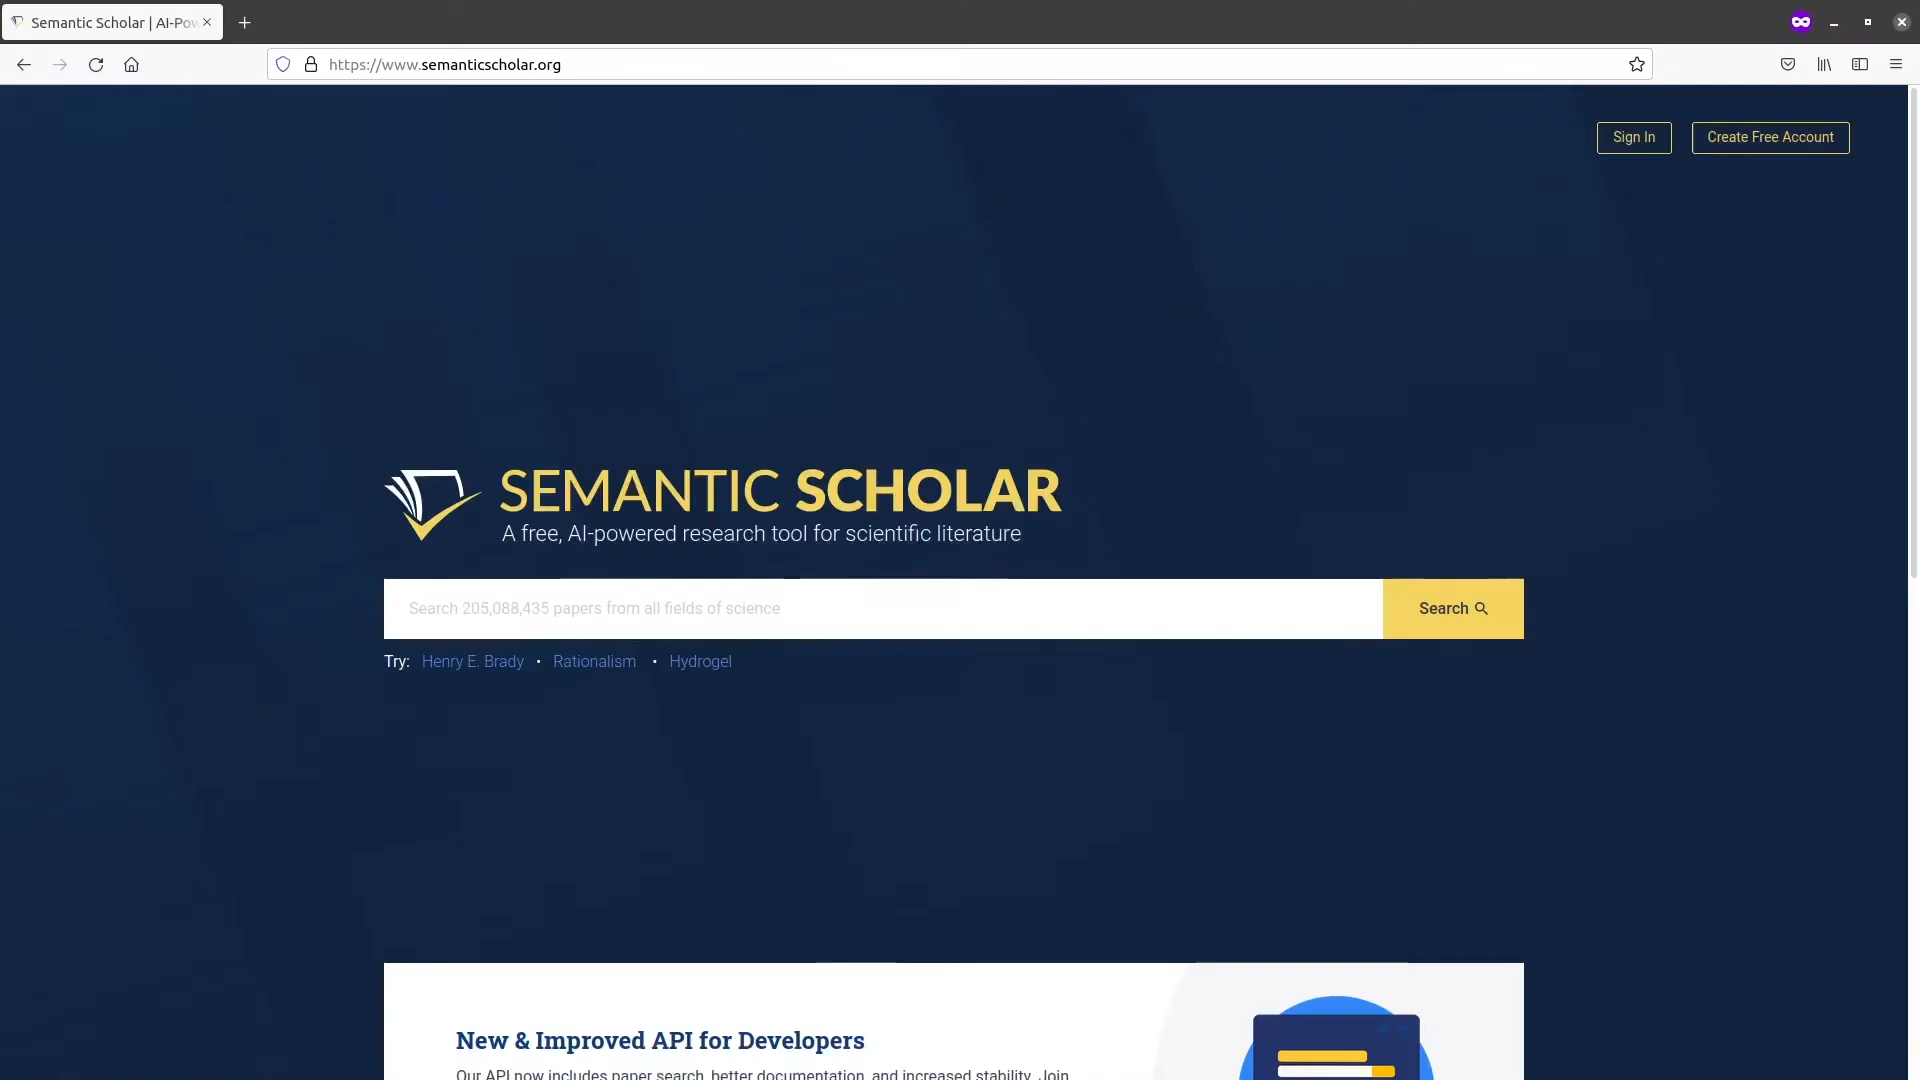 Semantic Scholar | AI-Pow
https://www.semanticscholar.org
Sign In
Create Free Account
SEMANTIC SCHOLAR
A free, AI-powered research tool for scientific literature
Search 205,088,435 papers from all fields of science
Search
Try: Henry E. Brady • Rationalism • Hydrogel
New & Improved API for Developers
Our API now includes paper search, better documentation, and increased stability. Join